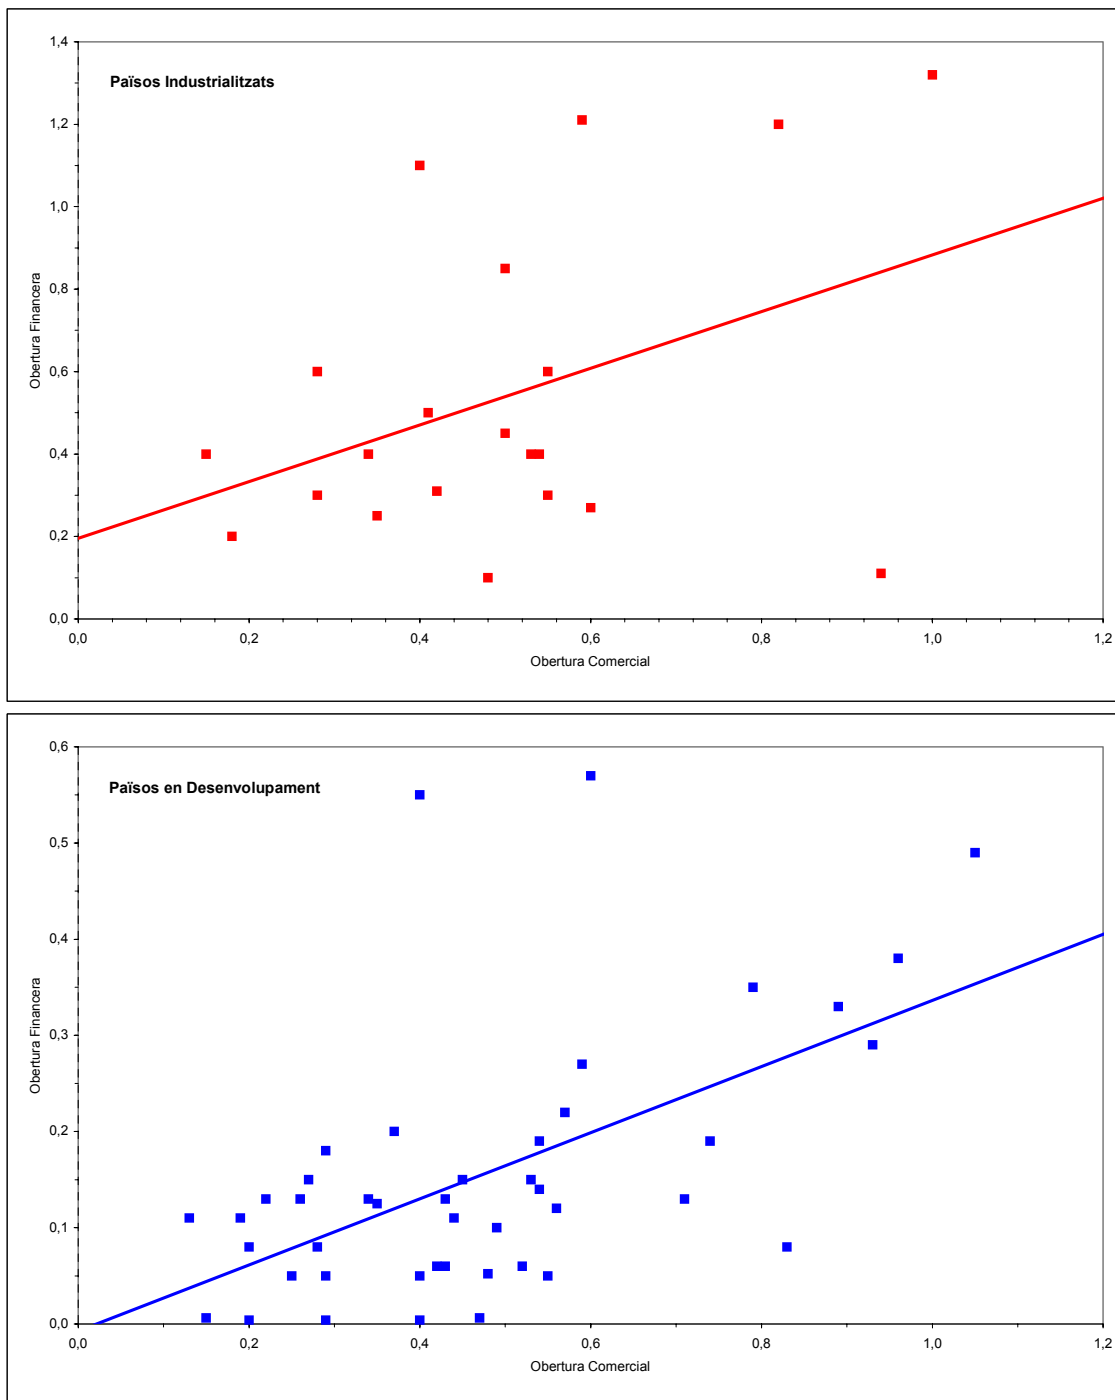 Països Industrialitzats
Obertura Financera
1,4
1,2
1,0
0,8
0,6
0,4
0,2
0,0
0,0 0,2 0,4 0,6 0,8 1,0 1,2
Obertura Comercial
Països en Desenvolupament
Obertura Financera
0,6
0,5
0,4
0,3
0,2
0,1
0,0
0,0 0,2 0,4 0,6 0,8 1,0 1,2
Obertura Comercial